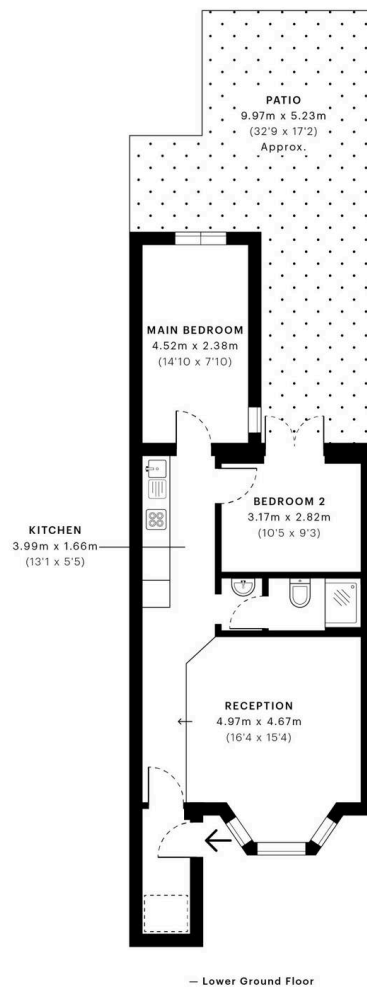 PATIO
9.97m x 5.23m
(32'9 x 17'2)
Approx.
MAIN BEDROOM
4.52m x 2.38m
(14'10 x 7'10)
KITCHEN
3.99m x 1.66m
(13'1 x 5'5)
BEDROOM 2
3.17m x 2.82m
(10'5 x 9'3)
RECEPTION
4.97m x 4.67m
(16'4 x 15'4)
— Lower Ground Floor